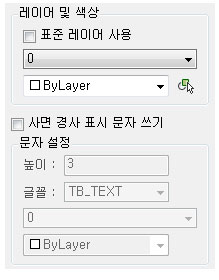 레이어 및 색상
표준 레이어 사용
0
ByLayer
사면 경사 표시 문자 쓰기
문자 설정
높이 : 3
글꼴 : TB_TEXT
0
ByLayer